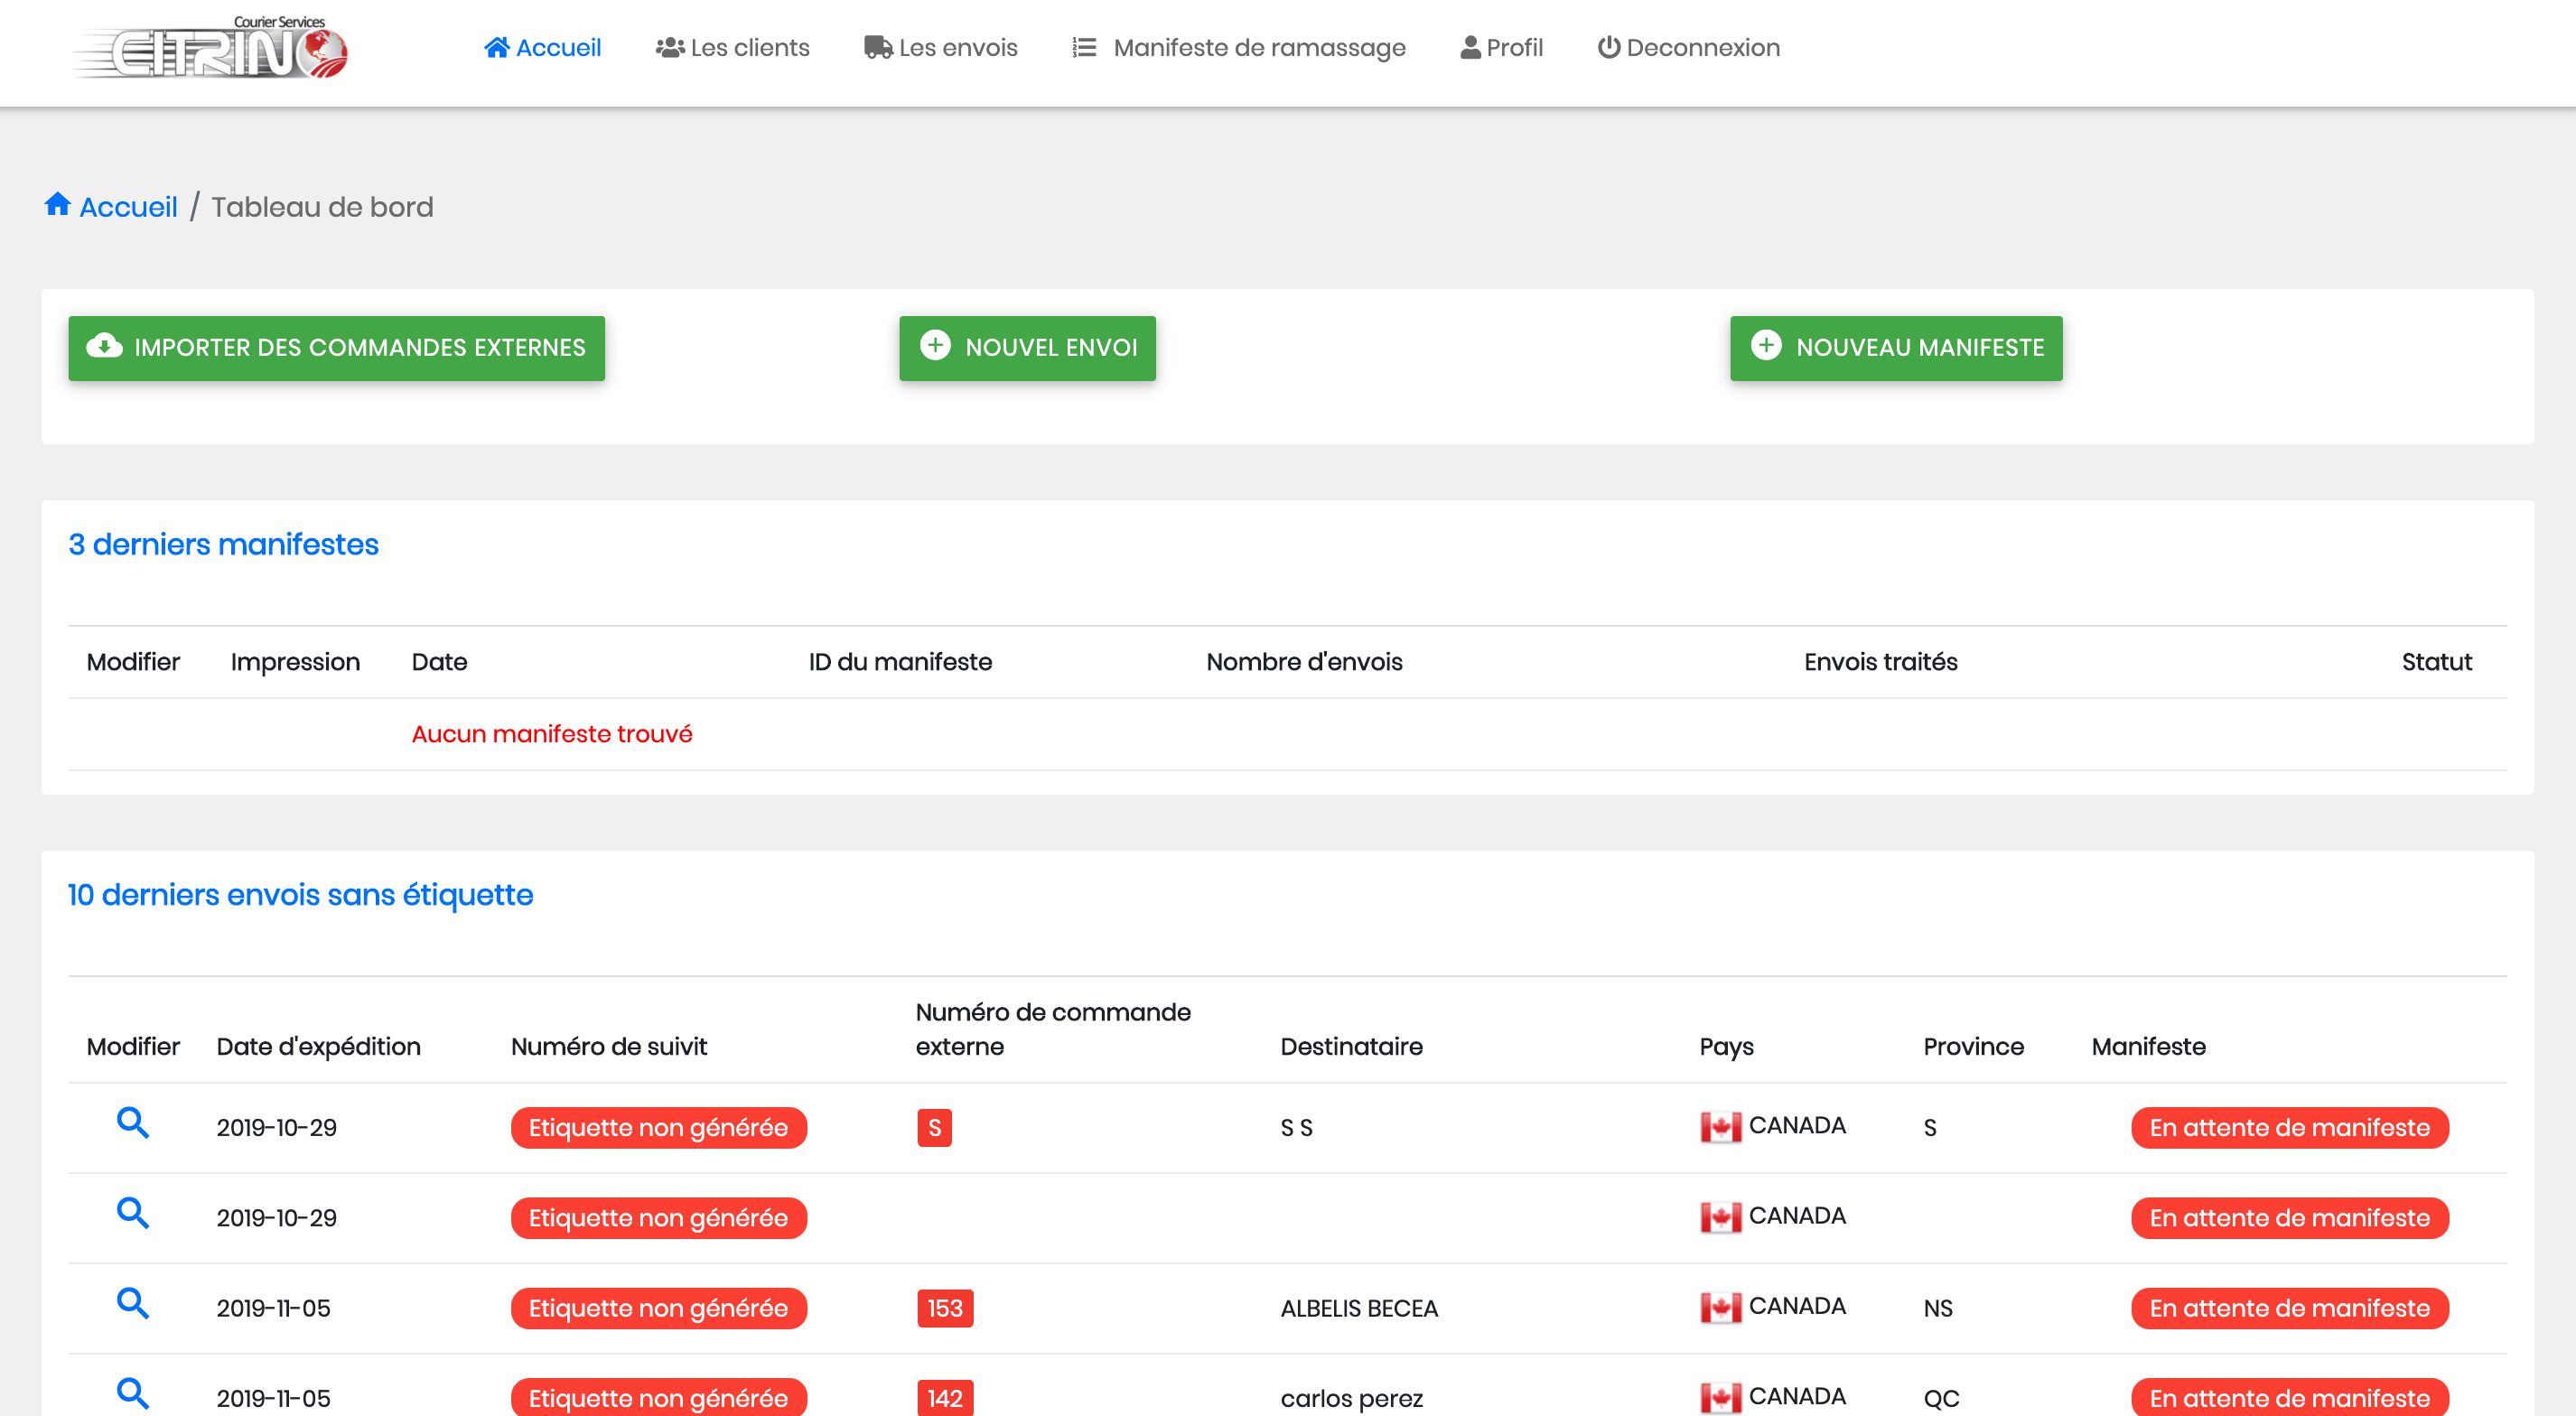 Courier Services
CITRINO
Accueil Les clients Les envois Manifeste de ramassage Profil Deconnexion
Accueil / Tableau de bord
IMPORTER DES COMMANDES EXTERNES NOUVEL ENVOI NOUVEAU MANIFESTE
3 derniers manifestes
Modifier Impression Date ID du manifeste Nombre d'envois Envois traités Statut
Aucun manifeste trouvé
10 derniers envois sans étiquette
Modifier Date d'expédition Numéro de suivit Numéro de commande externe Destinataire Pays Province Manifeste
2019-10-29 Etiquette non générée S S S CANADA S En attente de manifeste
2019-10-29 Etiquette non générée CANADA En attente de manifeste
2019-11-05 Etiquette non générée 153 ALBELIS BECEA CANADA NS En attente de manifeste
2019-11-05 Etiquette non générée 142 carlos perez CANADA QC En attente de manifeste